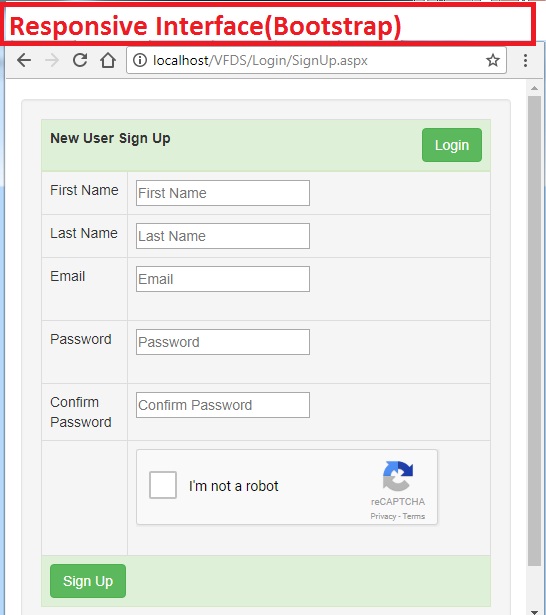 Responsive Interface(Bootstrap)
localhost/VFDS/Login/SignUp.aspx
New User Sign Up
Login
First Name
First Name
Last Name
Last Name
Email
Email
Password
Password
Confirm
Password
Confirm Password
I'm not a robot
reCAPTCHA
Privacy - Terms
Sign Up